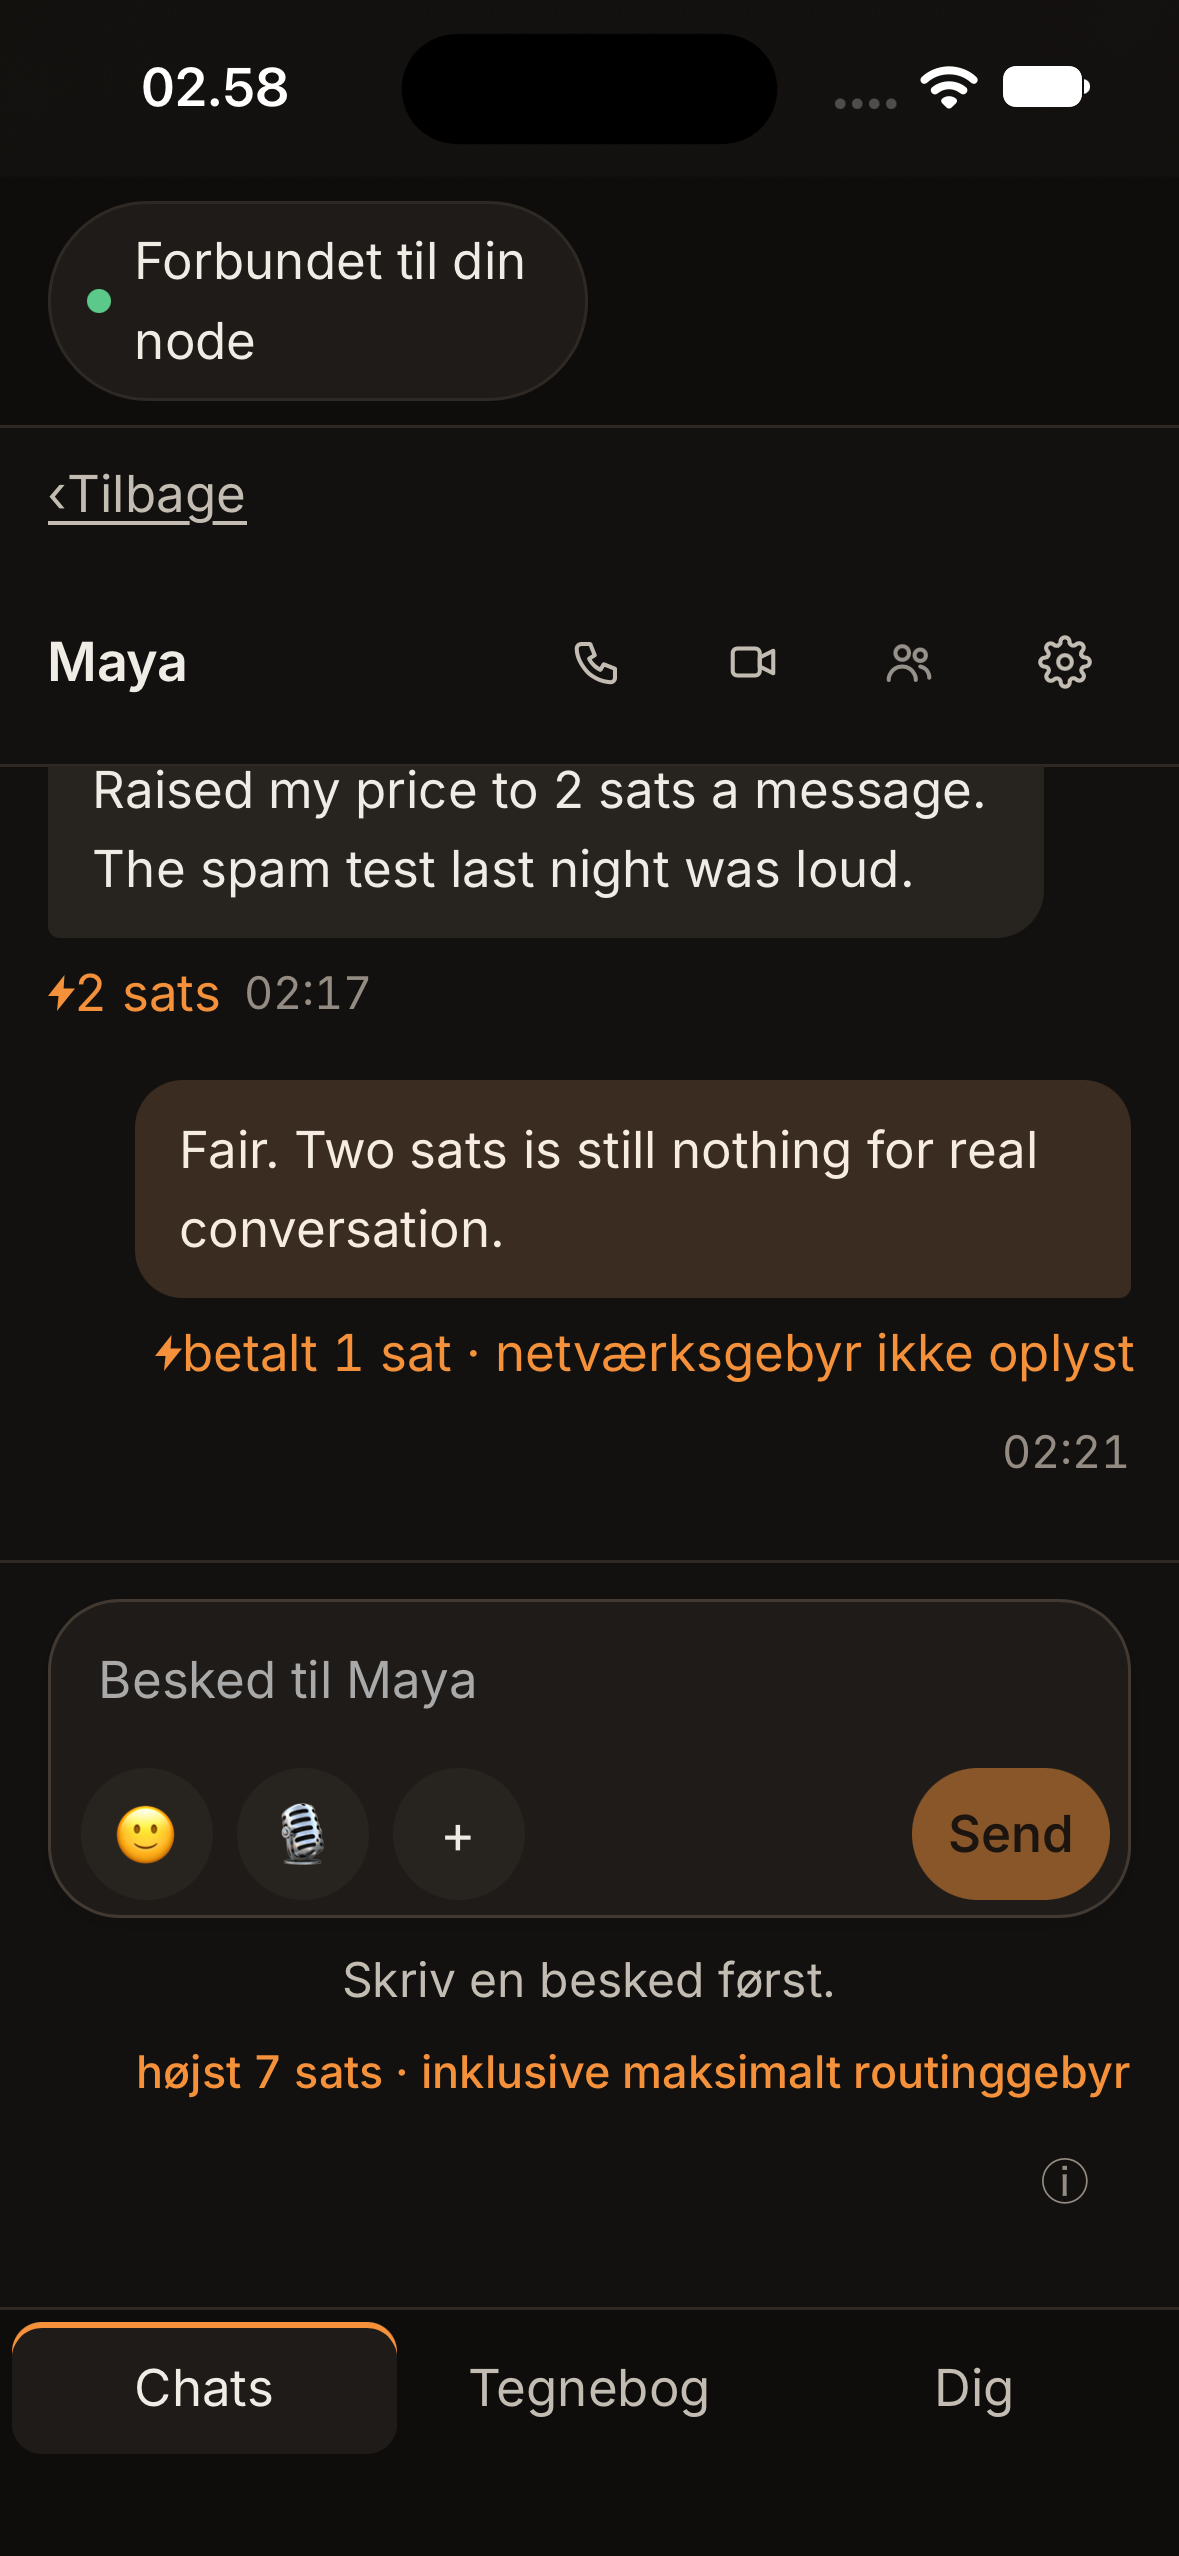 02.58
Forbundet til din
node
‹Tilbage
Maya
Raised my price to 2 sats a message.
The spam test last night was loud.
⚡2 sats 02:17
Fair. Two sats is still nothing for real
conversation.
⚡betalt 1 sat · netværksgebyr ikke oplyst
02:21
Besked til Maya
+
Send
Skriv en besked først.
højst 7 sats · inklusive maksimalt routinggebyr
ⓘ
Chats
Tegnebog
Dig